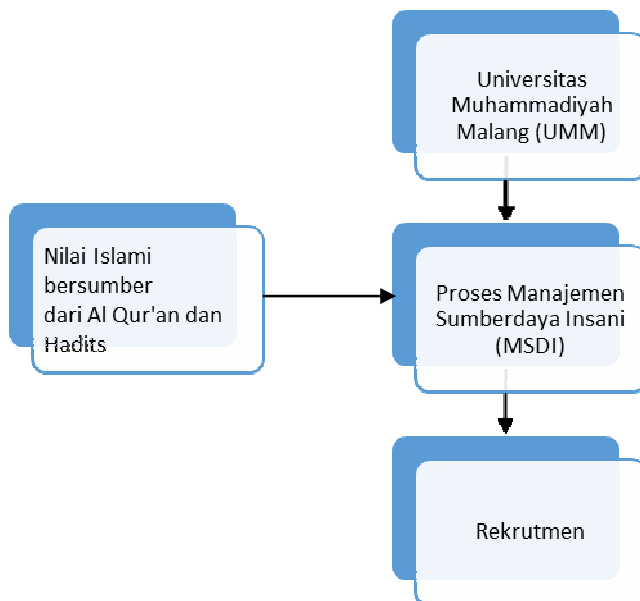 Universitas
Muhammadiyah
Malang (UMM)
Nilai Islami
bersumber
dari Al Qur'an dan
Hadits
Proses Manajemen
Sumberdaya Insani
(MSDI)
Rekrutmen